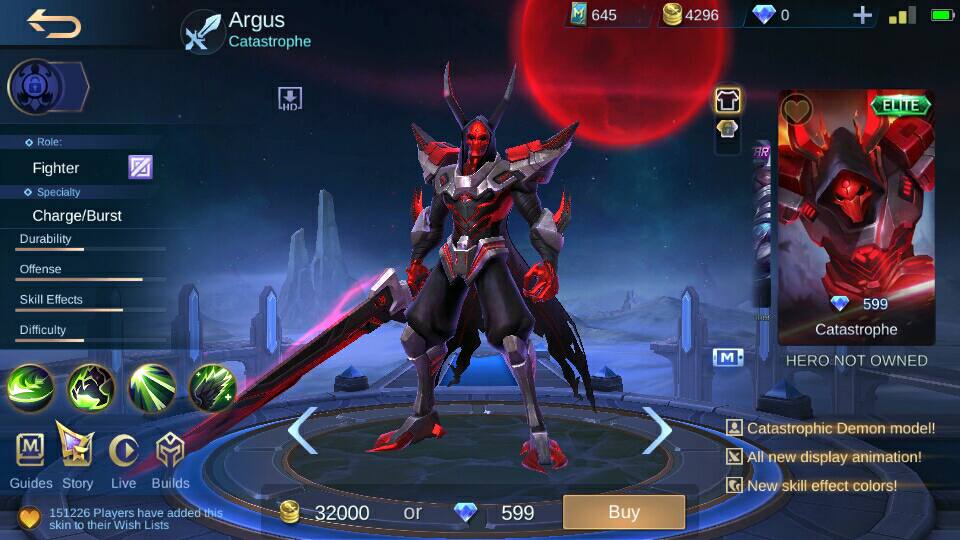 Argus
Catastrophe
645
4296
0
HD
ELITE
Role:
Fighter
Specialty
Charge/Burst
Durability
Offense
Skill Effects
Difficulty
599
Catastrophe
HERO NOT OWNED
M
Catastrophic Demon model!
All new display animation!
New skill effect colors!
Guides
Story
Live
Builds
151226 Players have added this
skin to their Wish Lists
32000 or 599
Buy